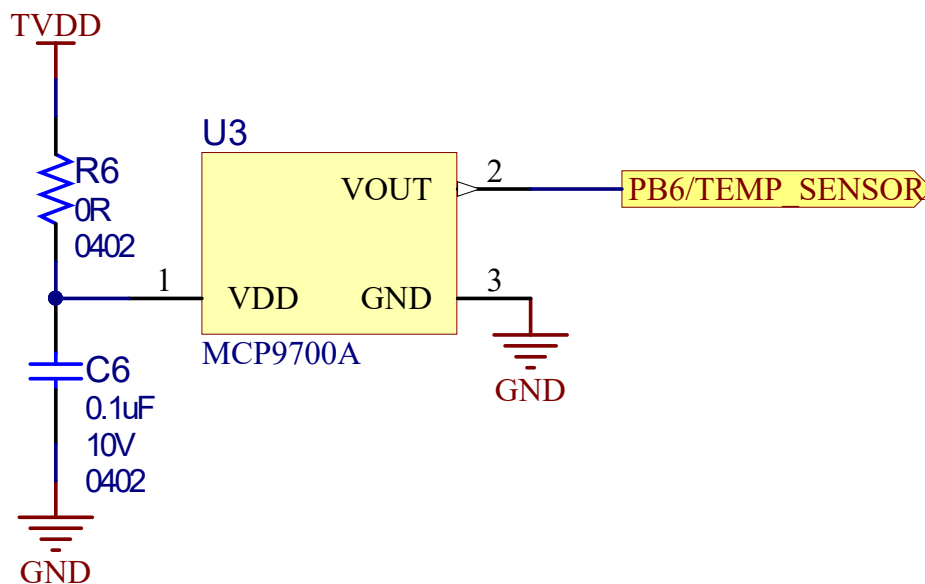 TVDD
R6
0R
0402
U3
VOUT
2
PB6/TEMP_SENSOR
1
VDD
GND
3
MCP9700A
GND
C6
0.1uF
10V
0402
GND